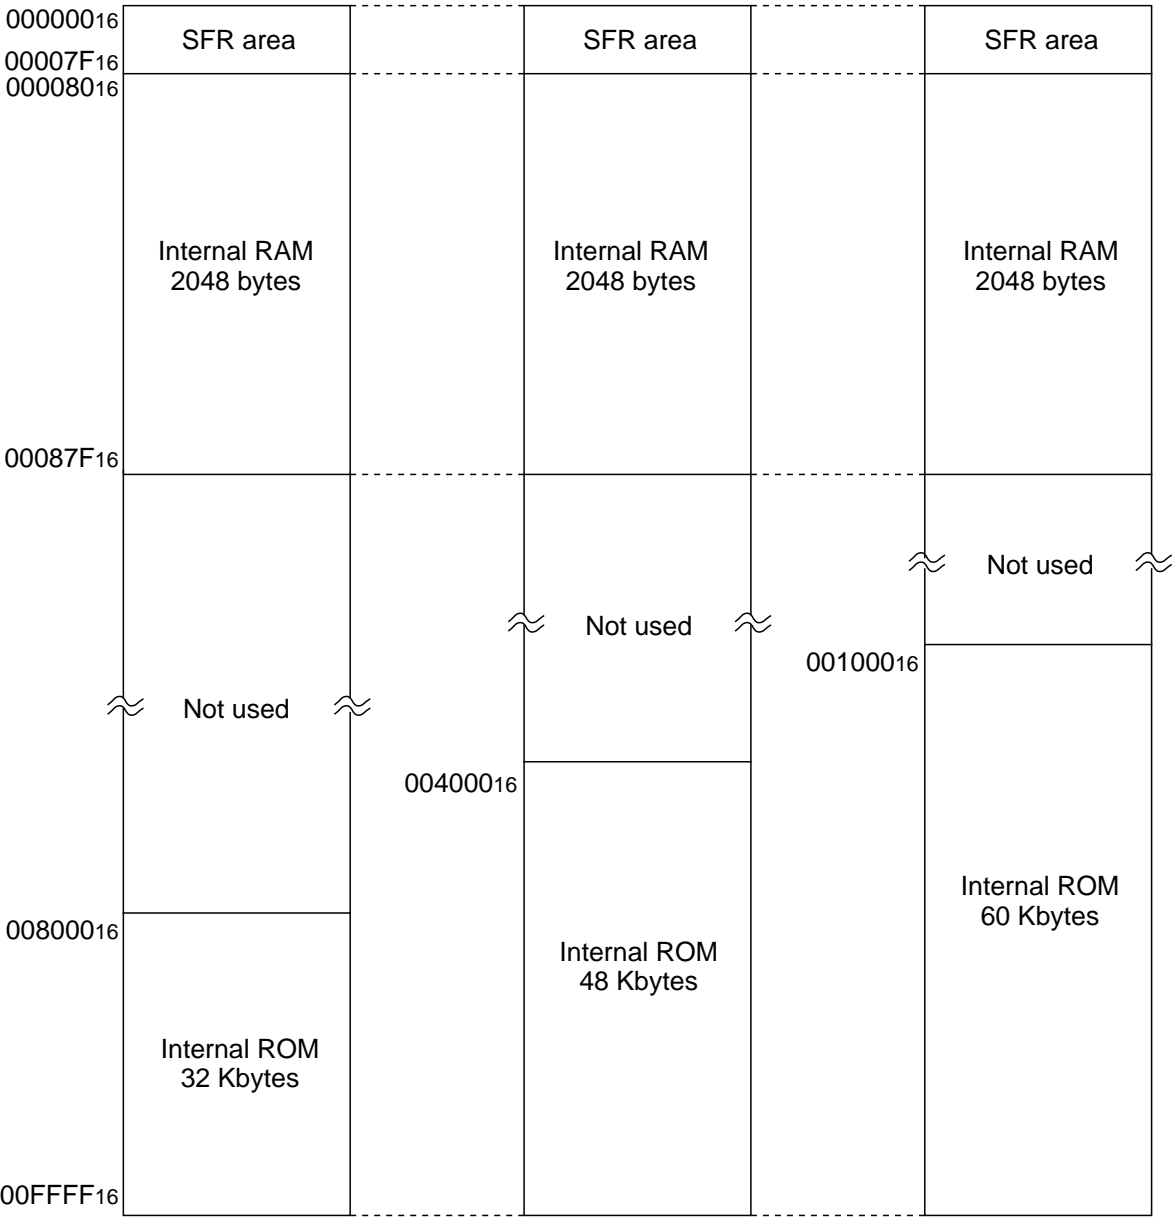 000000₁₆
SFR area
SFR area
SFR area
00007F₁₆
000080₁₆
Internal RAM
2048 bytes
Internal RAM
2048 bytes
Internal RAM
2048 bytes
00087F₁₆
Not used
Not used
001000₁₆
Not used
004000₁₆
Internal ROM
60 Kbytes
008000₁₆
Internal ROM
48 Kbytes
Internal ROM
32 Kbytes
00FFFF₁₆